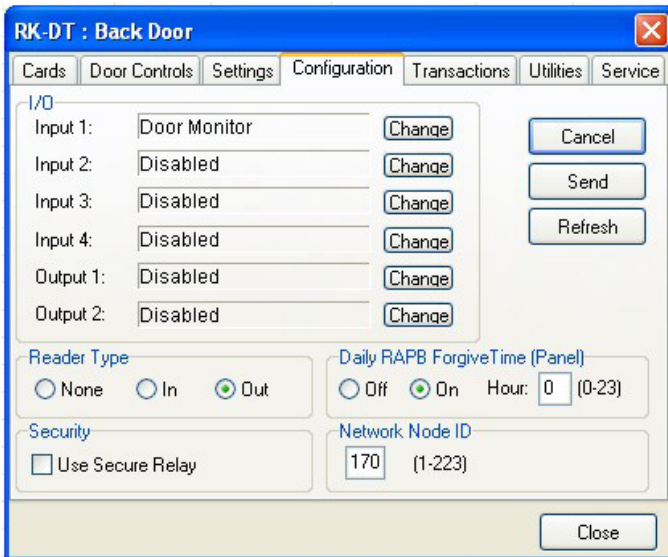 RK-DT : Back Door
Cards Door Controls Settings Configuration Transactions Utilities Service
I/O
Input 1: Door Monitor Change
Input 2: Disabled Change
Input 3: Disabled Change
Input 4: Disabled Change
Output 1: Disabled Change
Output 2: Disabled Change
Cancel
Send
Refresh
Reader Type
None In Out
Daily RAPB ForgiveTime (Panel)
Off On Hour: 0 (0-23)
Security
Use Secure Relay
Network Node ID
170 (1-223)
Close